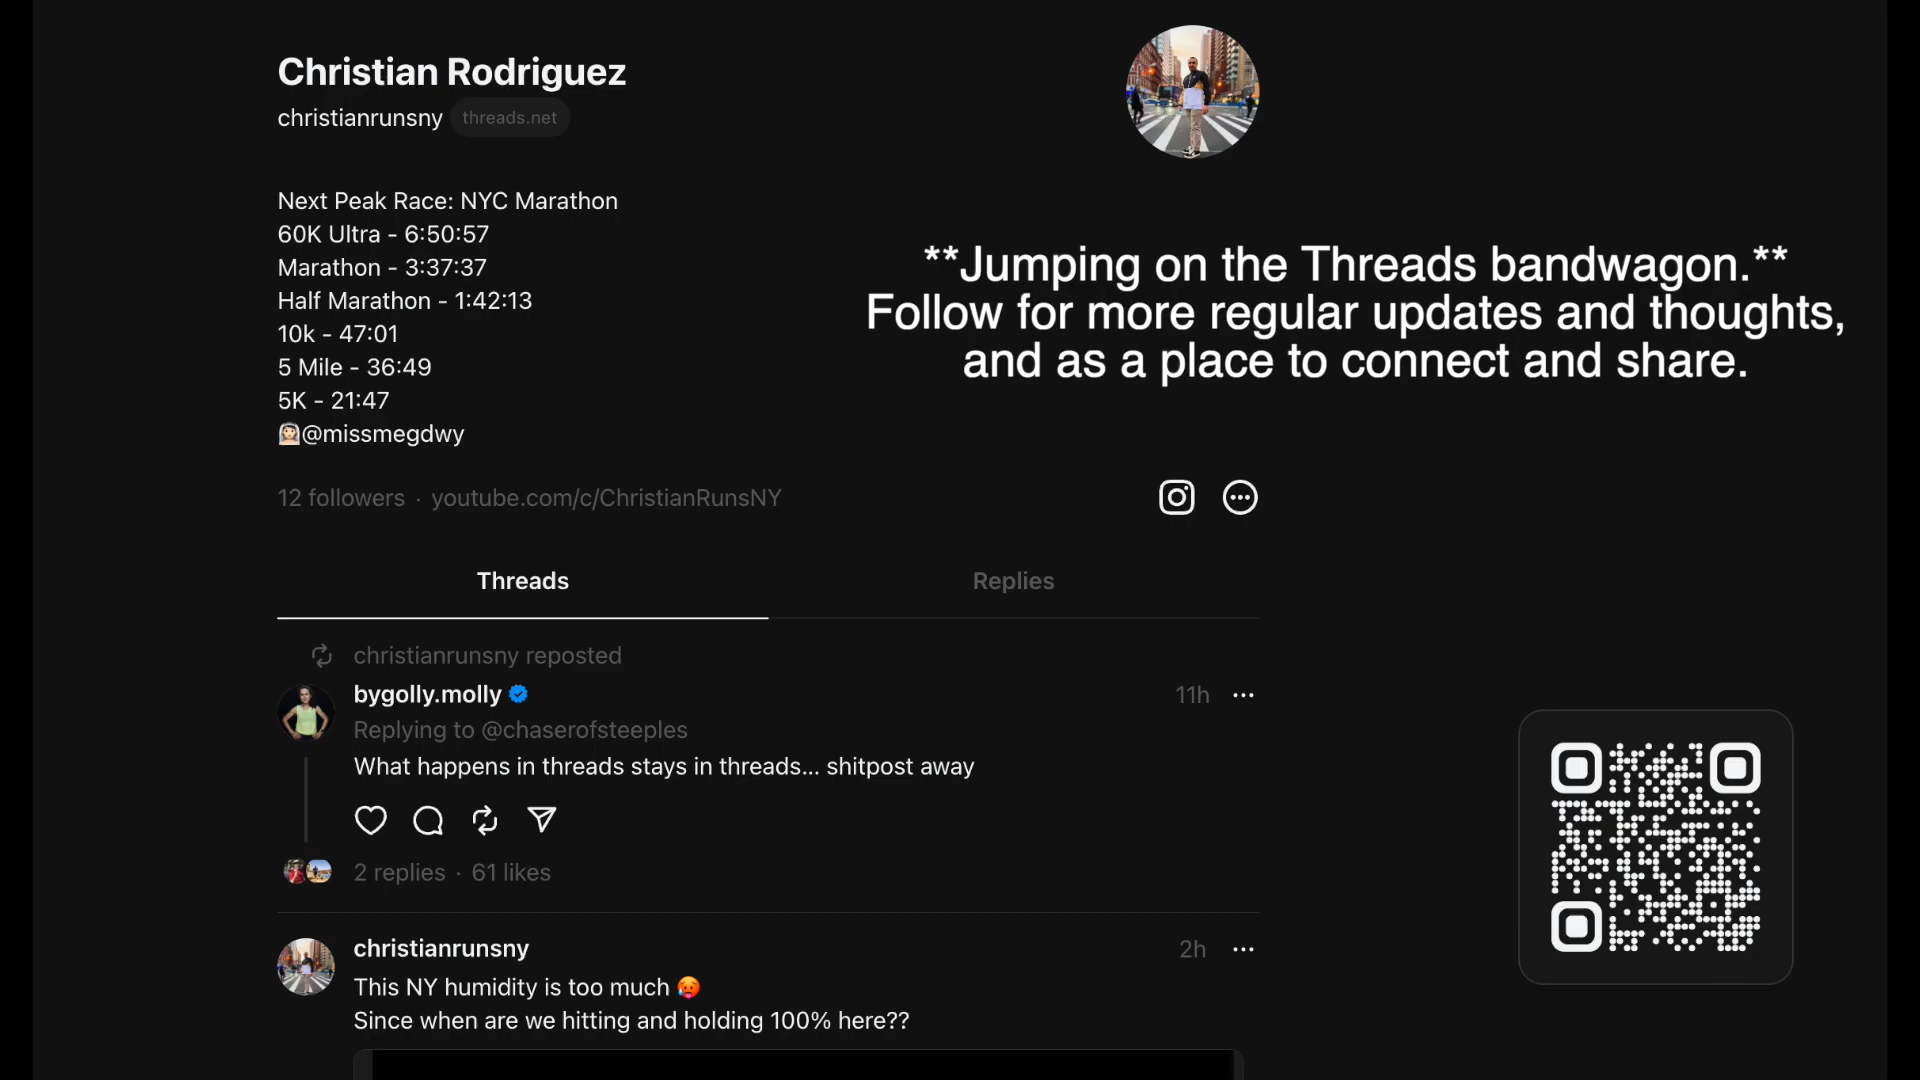 Christian Rodriguez
christianrunsny threads.net
Next Peak Race: NYC Marathon
60K Ultra - 6:50:57
Marathon - 3:37:37
Half Marathon - 1:42:13
10k - 47:01
5 Mile - 36:49
5K - 21:47
👰🏻@missmegdwy
12 followers · youtube.com/c/ChristianRunsNY
**Jumping on the Threads bandwagon.**
Follow for more regular updates and thoughts,
and as a place to connect and share.
Threads Replies
christianrunsny reposted
bygolly.molly 11h
Replying to @chaserofsteeples
What happens in threads stays in threads... shitpost away
2 replies · 61 likes
christianrunsny 2h
This NY humidity is too much 🥵
Since when are we hitting and holding 100% here??